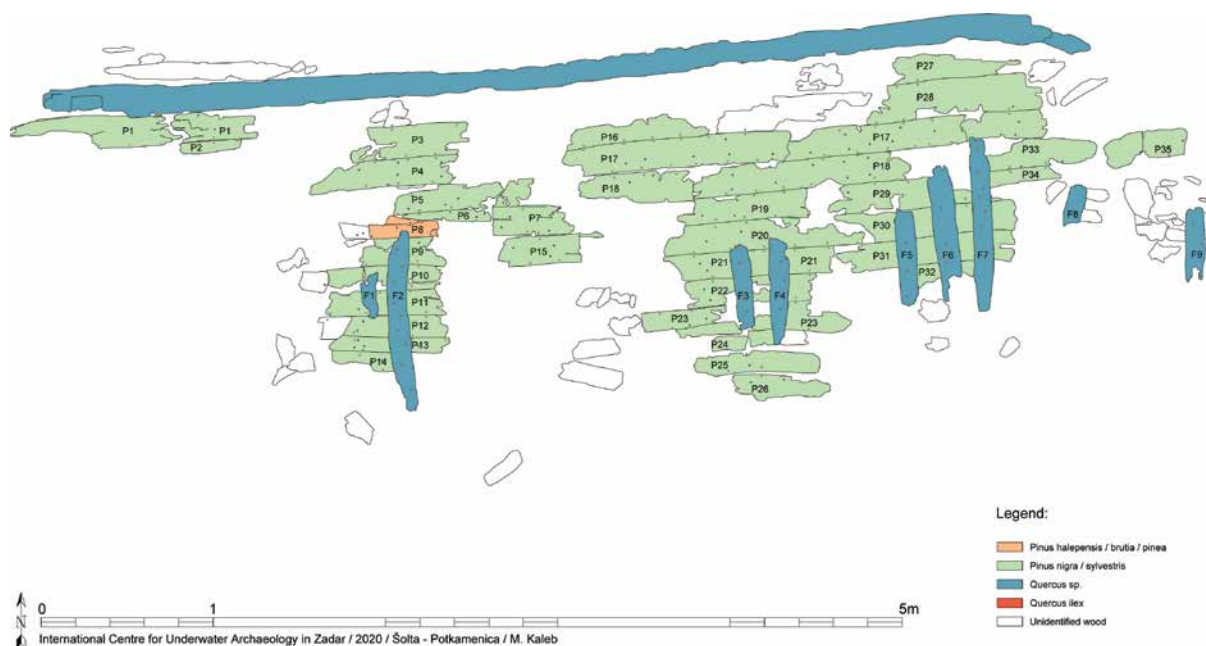 P27
P28
P1 P1
P2
P3
P4
P16
P17
P17
P18
P18
P33
P34
P35
P5
P6
P7
P8
P9
P10
P11
P12
P13
P14
P15
P19
P20
P21 P21
P22
P23 P23
P24
P25
P26
P29
P30
P31
P32
F1 F2 F3 F4 F5 F6 F7 F8 F9
Legend:
Pinus halepensis / brutia / pinea
Pinus nigra / sylvestris
Quercus sp.
Quercus ilex
Unidentified wood
N
0 1 5m
International Centre for Underwater Archaeology in Zadar / 2020 / Šolta - Potkamenica / M. Kaleb